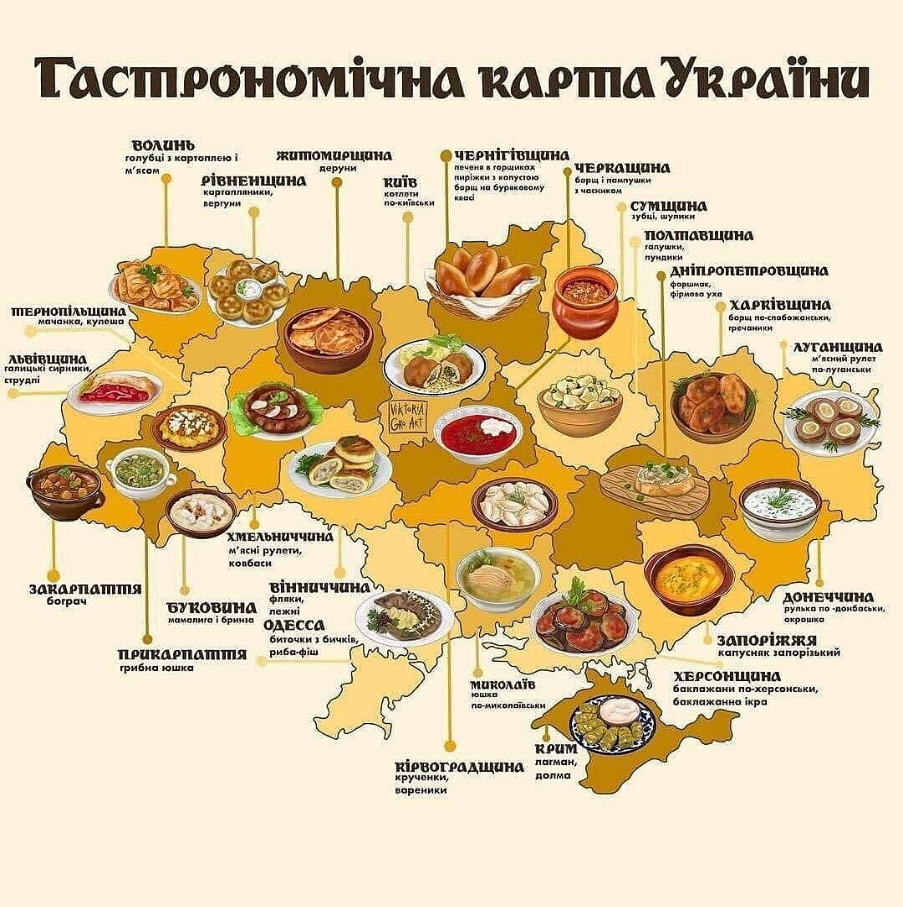 Гастрономічна карта України
ВОЛИНЬ
голубці з картоплею і
м'ясом
РІВНЕНЩИНА
картопляники,
вергуни
ЖИТОМИРЩИНА
деруни
КИЇВ
котлети
по-київськи
ЧЕРНІГІВЩИНА
печеня в горщиках
пиріжки з капустою
борщ на буряковому
квасі
ЧЕРКАЩИНА
борщ і пампушки
з часником
СУМЩИНА
зубці, шулики
ПОЛТАВЩИНА
галушки,
пундики
ДНІПРОПЕТРОВЩИНА
форшмак,
фірмова уха
ХАРКІВЩИНА
борщ по-слобожанськи,
гречаники
ЛУГАНЩИНА
м'ясний рулет
по-луганськи
ТЕРНОПІЛЬЩИНА
мачанка, кулеша
ЛЬВІВЩИНА
галицькі сирники,
струдлі
VIKTORIA
GRO ART
ЗАКАРПАТТЯ
бограч
ПРИКАРПАТТЯ
грибна юшка
БУКОВИНА
мамалига і бринза
ХМЕЛЬНИЧЧИНА
м'ясні рулети,
ковбаси
ВІННИЧЧИНА
фляки,
лежні
ОДЕССА
биточки з бичків,
риба-фіш
МИКОЛАЇВ
юшка
по-миколаївськи
КІРВОГРАДЩИНА
крученки,
вареники
КРИМ
лагман,
долма
ХЕРСОНЩИНА
баклажани по-херсонськи,
баклажанна ікра
ЗАПОРІЖЖЯ
капусняк запорізький
ДОНЕЧЧИНА
рулька по -донбаськи,
окрошка